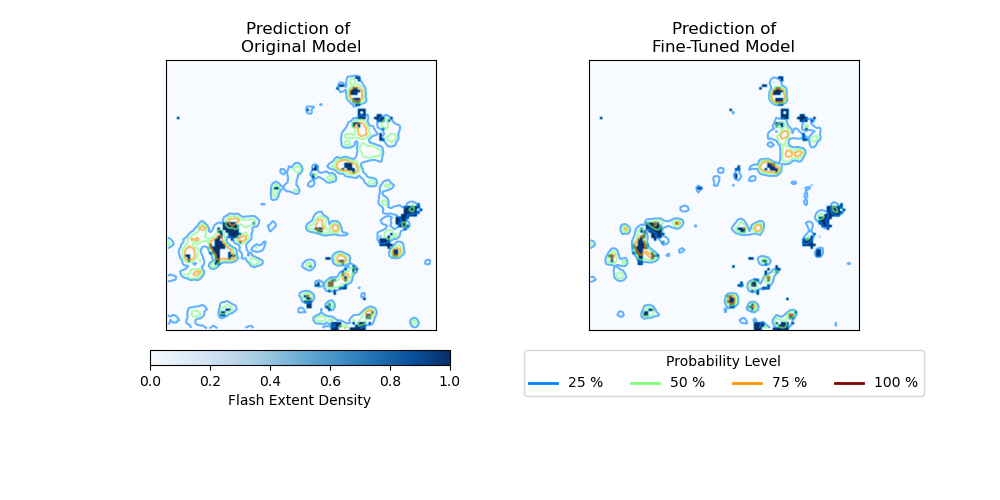 Prediction of
Original Model
Prediction of
Fine-Tuned Model
0.0 0.2 0.4 0.6 0.8 1.0
Flash Extent Density
Probability Level
25 % 50 % 75 % 100 %